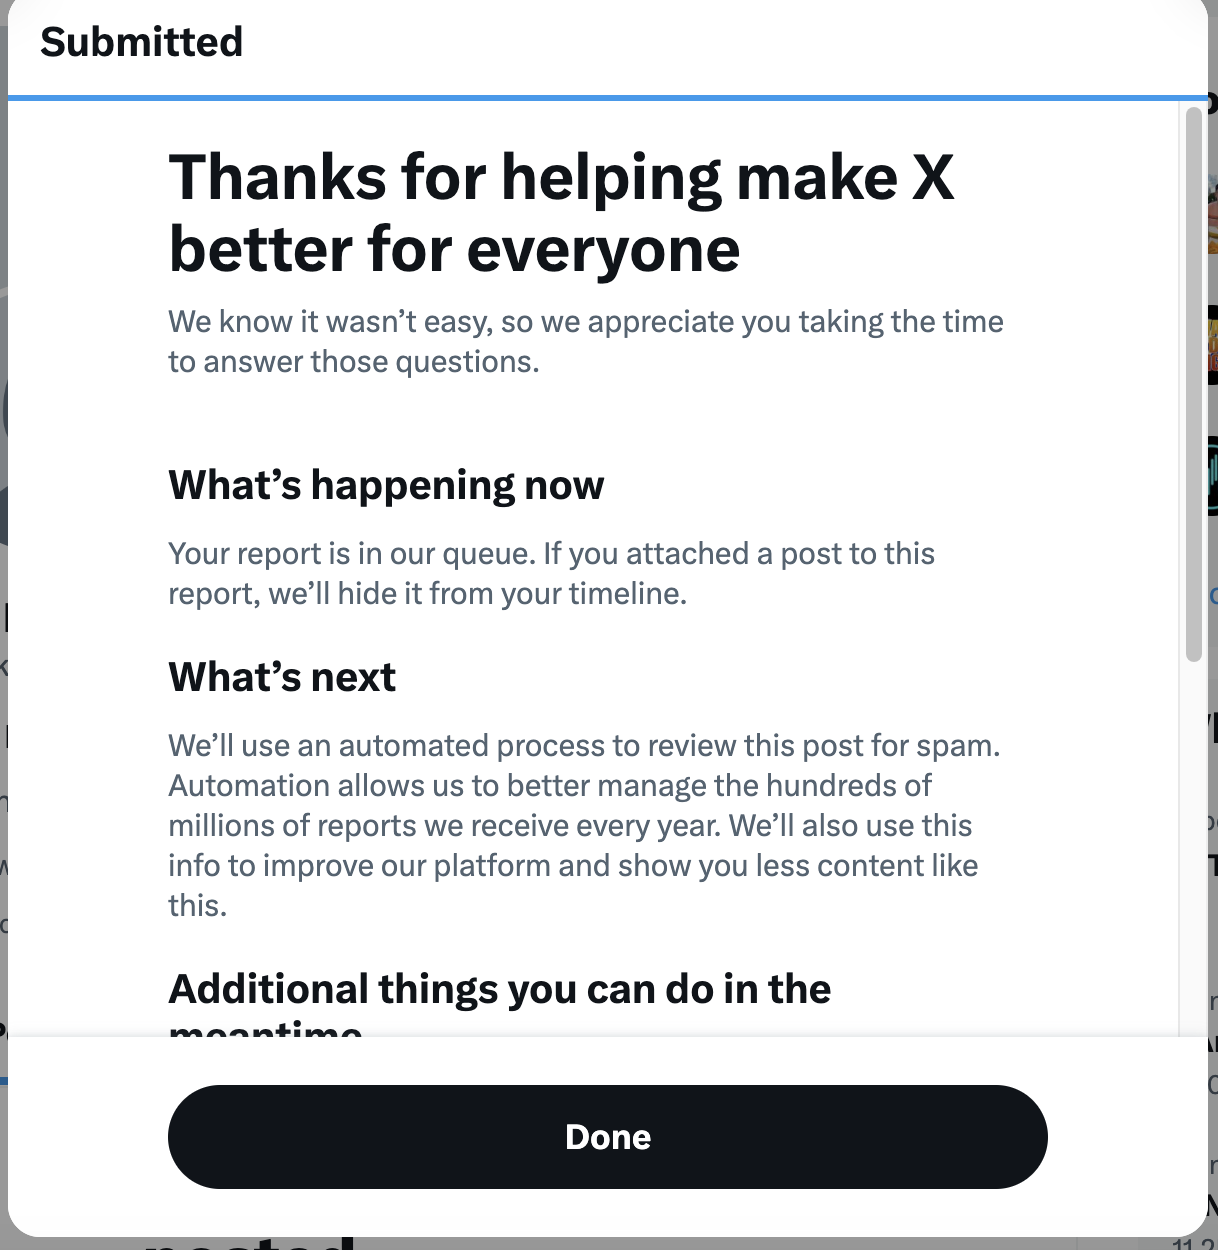 Submitted
Thanks for helping make X
better for everyone
We know it wasn’t easy, so we appreciate you taking the time
to answer those questions.
What’s happening now
Your report is in our queue. If you attached a post to this
report, we’ll hide it from your timeline.
What’s next
We’ll use an automated process to review this post for spam.
Automation allows us to better manage the hundreds of
millions of reports we receive every year. We’ll also use this
info to improve our platform and show you less content like
this.
Additional things you can do in the
meantime
Done
posted